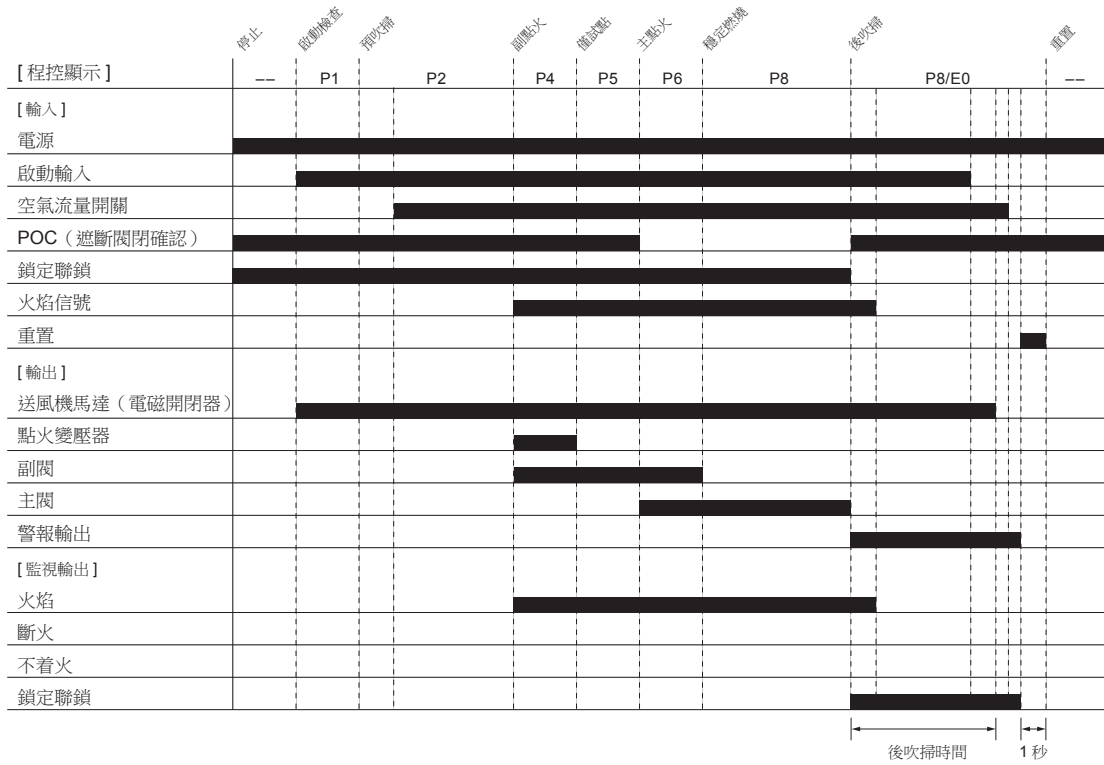 停止 啟動檢查 預吹掃 副點火 僅試點 主點火 穩定燃燒 後吹掃 重置
[程控顯示] -- P1 P2 P4 P5 P6 P8 P8/E0 --
[輸入]
電源
啟動輸入
空氣流量開關
POC（遮斷閥閉確認）
鎖定聯鎖
火焰信號
重置
[輸出]
送風機馬達（電磁開閉器）
點火變壓器
副閥
主閥
警報輸出
[監視輸出]
火焰
斷火
不着火
鎖定聯鎖
後吹掃時間 1秒